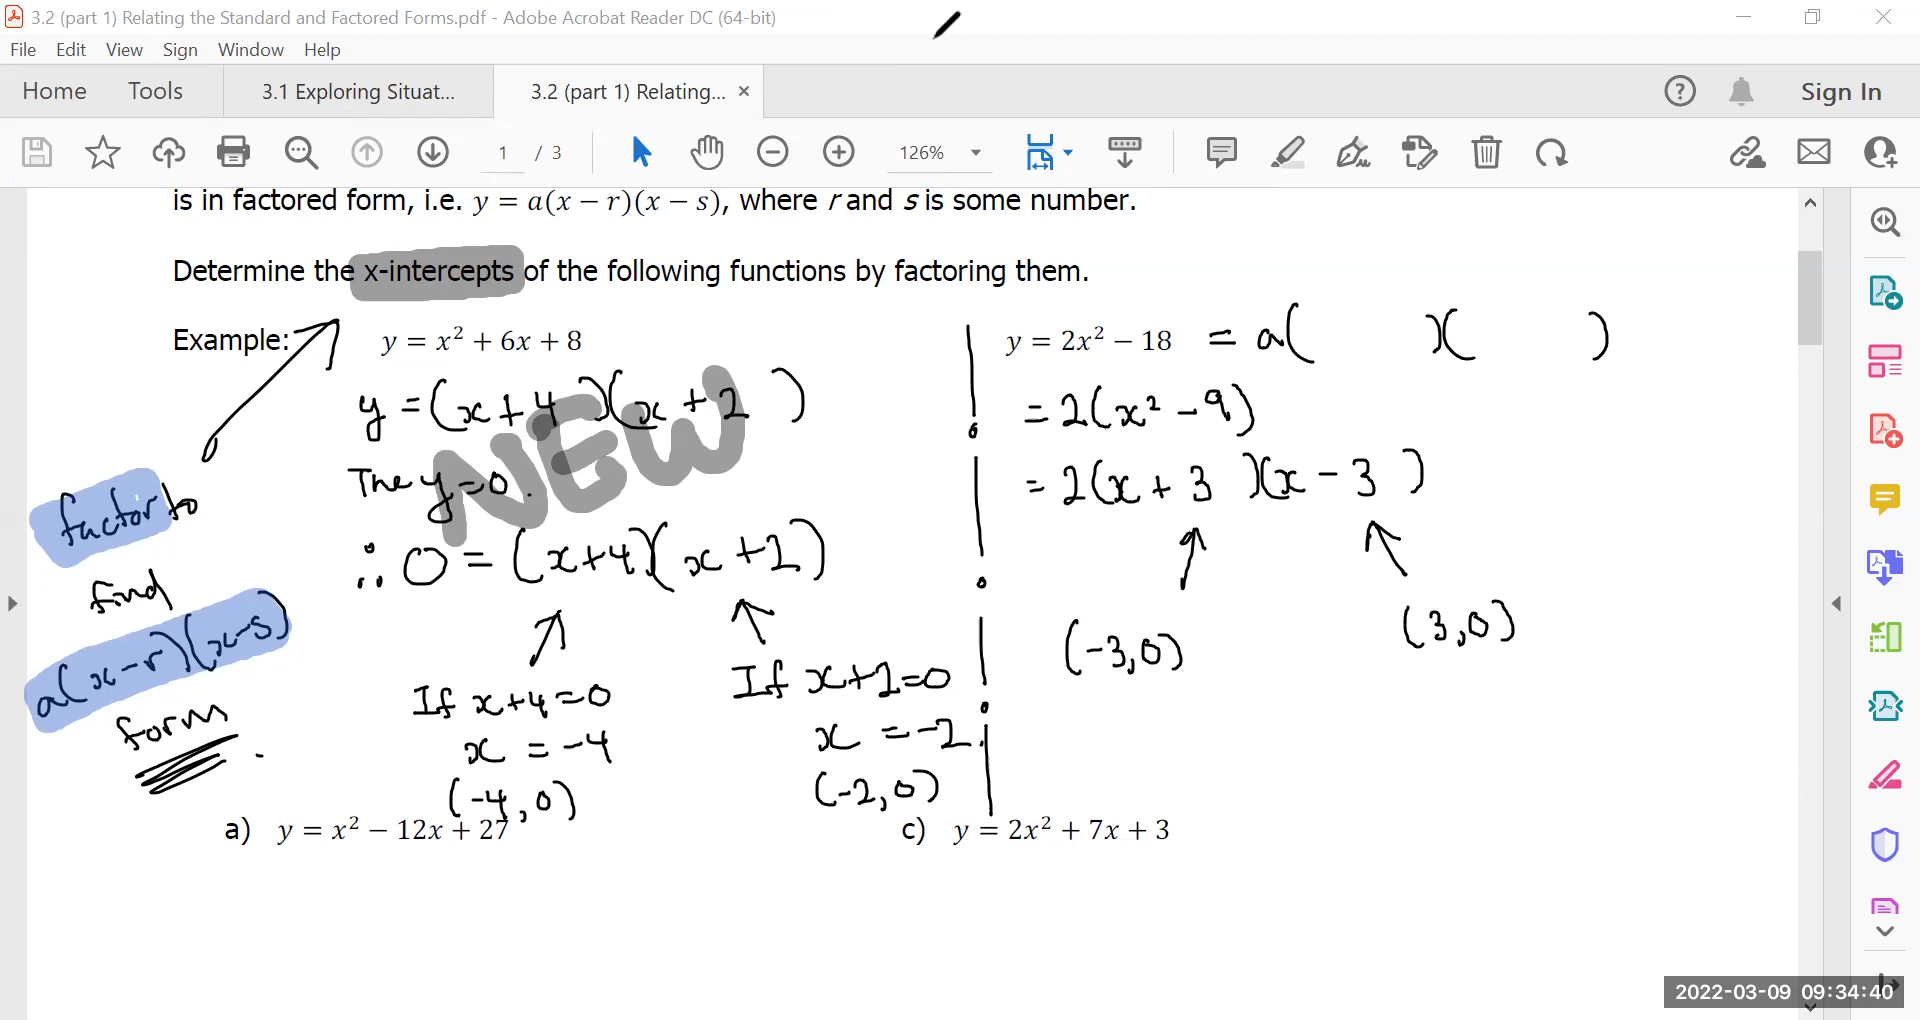 3.2 (part 1) Relating the Standard and Factored Forms.pdf - Adobe Acrobat Reader DC (64-bit)
File Edit View Sign Window Help
Home Tools 3.1 Exploring Situat... 3.2 (part 1) Relating... × Sign In
1 / 3 126%
is in factored form, i.e. y = a(x − r)(x − s), where r and s is some number.
Determine the x-intercepts of the following functions by factoring them.
Example: y = x² + 6x + 8
y = (x+4)(x+2)
NEW
The y=0.
∴ 0 = (x+4)(x+2)
If x+4=0
x = -4
(-4,0)
If x+2=0
x = -2
(-2,0)
factor to
find
a(x-r)(x-s)
form
y = 2x² − 18 = a( )( )
= 2(x² - 9)
= 2(x + 3)(x - 3)
(-3,0) (3,0)
a) y = x² − 12x + 27
c) y = 2x² + 7x + 3
2022-03-09 09:34:40